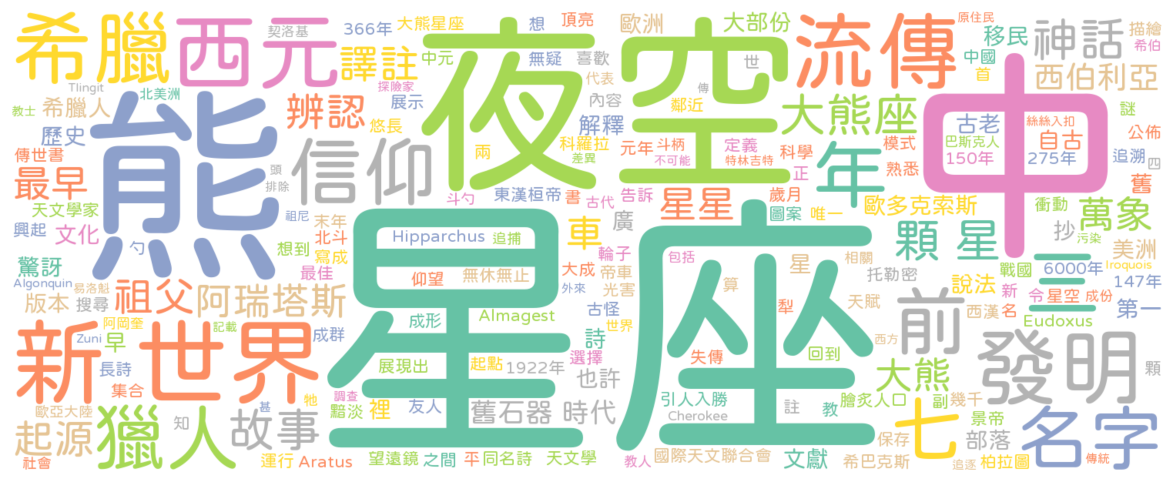 希臘 西元 契洛基 366年 大熊星座 想 頂亮 歐洲 大部份 流傳 原住民 移民 神話 描繪
譯註 中元 夜空 無疑 喜歡 世 傳 中國 首 西伯利亞 希伯
Tlingit 北美洲 探險家 代表 內容 鄰近 大熊座 中 古老 絲絲入扣 謎
教士 希臘人 辨認 展示 悠長 科羅拉 解釋 巴斯克人 自古 公佈
歷史 熊 信仰 兩 差異 元年 斗柄 定義 科學 模式 150年 275年 追溯 四
傳世書 不可能 特林吉特 正 熟悉 舊
最早 頭 排除 斗勺 東漢桓帝 書 古代 告訴 歲月 年 歐多克索斯 衝動 萬象
天文學家 祖尼 末年 星星 圖案 唯一 抄 污染
興起 文化 勺 想到 北斗 Hipparchus 追捕 車 廣 顆星 美洲
驚訝 寫成 最佳 輪子 包括 星 相關 托勒密 戰國 6000年 Iroquois
Algonquin 易洛魁 仰望 無休無止 大成 帝車 光害 算 說法 三 147年
版本 搜尋 祖父 阿瑞塔斯 外來 古怪 犁 天賦 西漢 新 名 令 星空 成份 第一
阿岡昆 記載 成形 Almagest 世界 前 Eudoxus
Zuni 早 成群 星座 詩 失傳 回到 西方 發明
新世界 展現出 起點 1922年 選擇 顆
長詩 集合 調查 牠 黯淡 裡 也許 引人入勝 大熊 副 幾千
歐亞大陸 甚 友人 舊石器時代 Cherokee 註 教 膾炙人口 景帝
起源 獵人 故事 知 保存 七 部落 名字
社會 運行 Aratus 望遠鏡 之間 平 同名詩 天文學 教人 國際天文聯合會 文獻 希巴克斯 追逐 柏拉圖 傳統